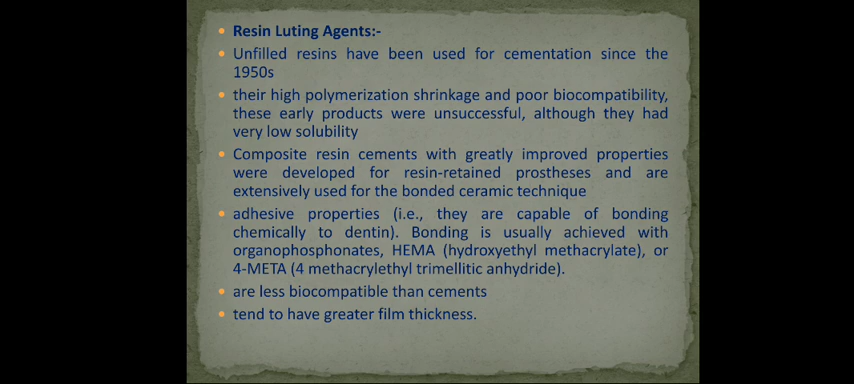 Resin Luting Agents:-
Unfilled resins have been used for cementation since the
1950s
their high polymerization shrinkage and poor biocompatibility,
these early products were unsuccessful, although they had
very low solubility
Composite resin cements with greatly improved properties
were developed for resin-retained prostheses and are
extensively used for the bonded ceramic technique
adhesive properties (i.e., they are capable of bonding
chemically to dentin). Bonding is usually achieved with
organophosphonates, HEMA (hydroxyethyl methacrylate), or
4-META (4 methacrylethyl trimellitic anhydride).
are less biocompatible than cements
tend to have greater film thickness.